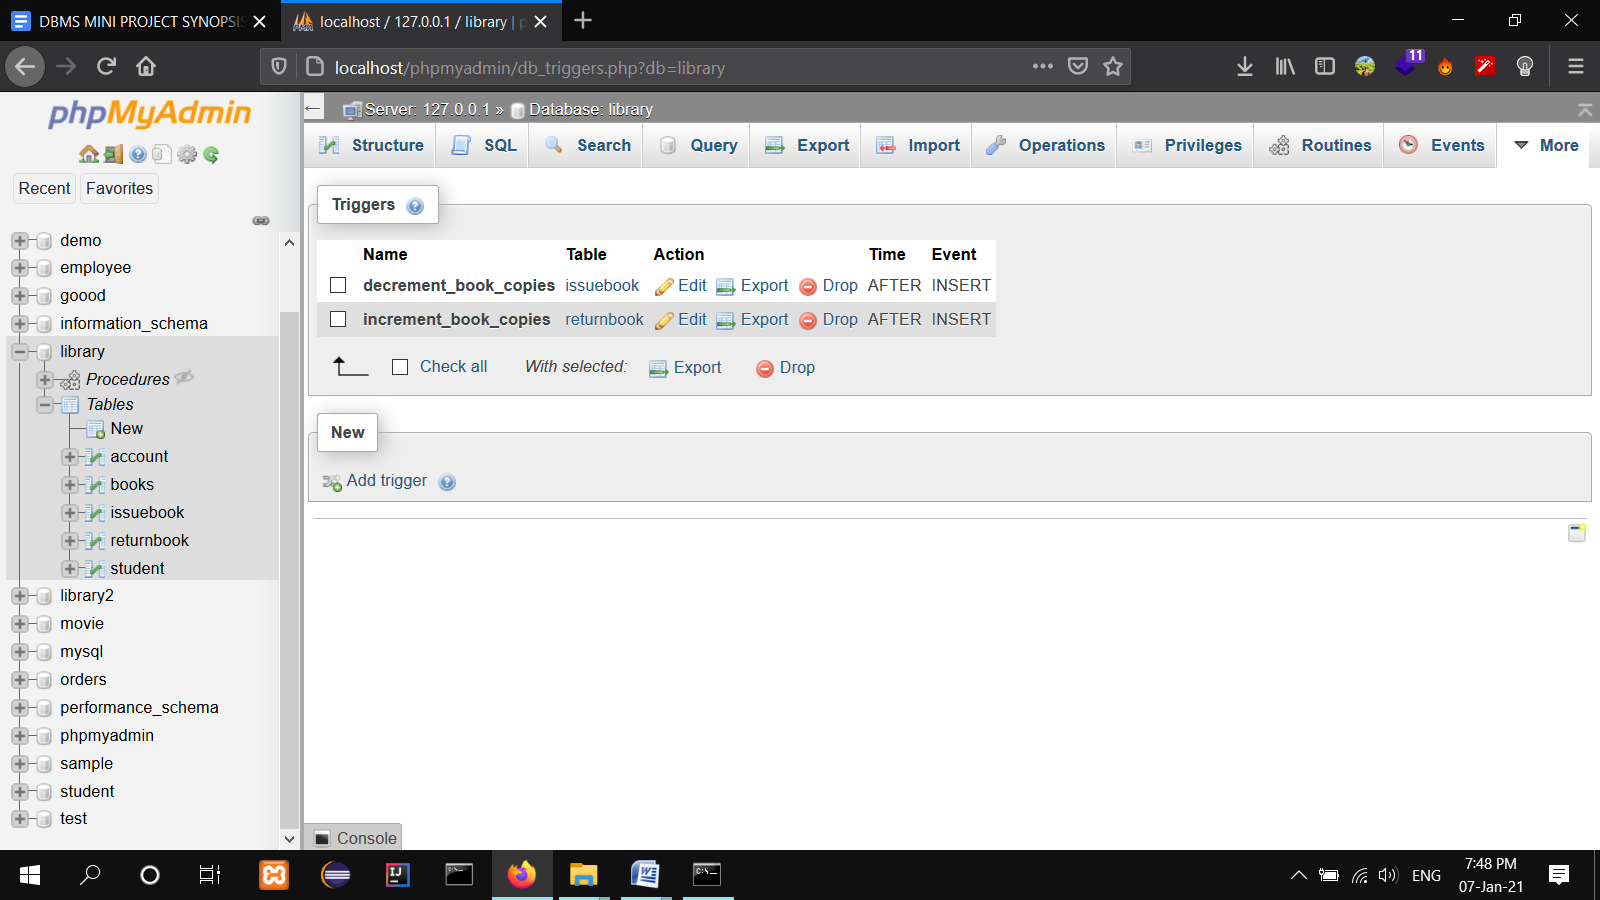 DBMS MINI PROJECT SYNOPSIS
localhost / 127.0.0.1 / library | p
localhost/phpmyadmin/db_triggers.php?db=library
11
phpMyAdmin
Recent Favorites
demo
employee
goood
information_schema
library
Procedures
Tables
New
account
books
issuebook
returnbook
student
library2
movie
mysql
orders
performance_schema
phpmyadmin
sample
student
test
Server: 127.0.0.1 » Database: library
Structure SQL Search Query Export Import Operations Privileges Routines Events More
Triggers
Name Table Action Time Event
decrement_book_copies issuebook Edit Export Drop AFTER INSERT
increment_book_copies returnbook Edit Export Drop AFTER INSERT
Check all With selected: Export Drop
New
Add trigger
Console
ENG
7:48 PM
07-Jan-21